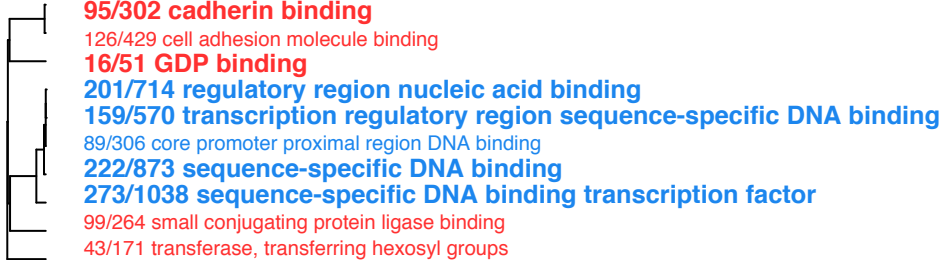 95/302 cadherin binding
126/429 cell adhesion molecule binding
16/51 GDP binding
201/714 regulatory region nucleic acid binding
159/570 transcription regulatory region sequence-specific DNA binding
89/306 core promoter proximal region DNA binding
222/873 sequence-specific DNA binding
273/1038 sequence-specific DNA binding transcription factor
99/264 small conjugating protein ligase binding
43/171 transferase, transferring hexosyl groups